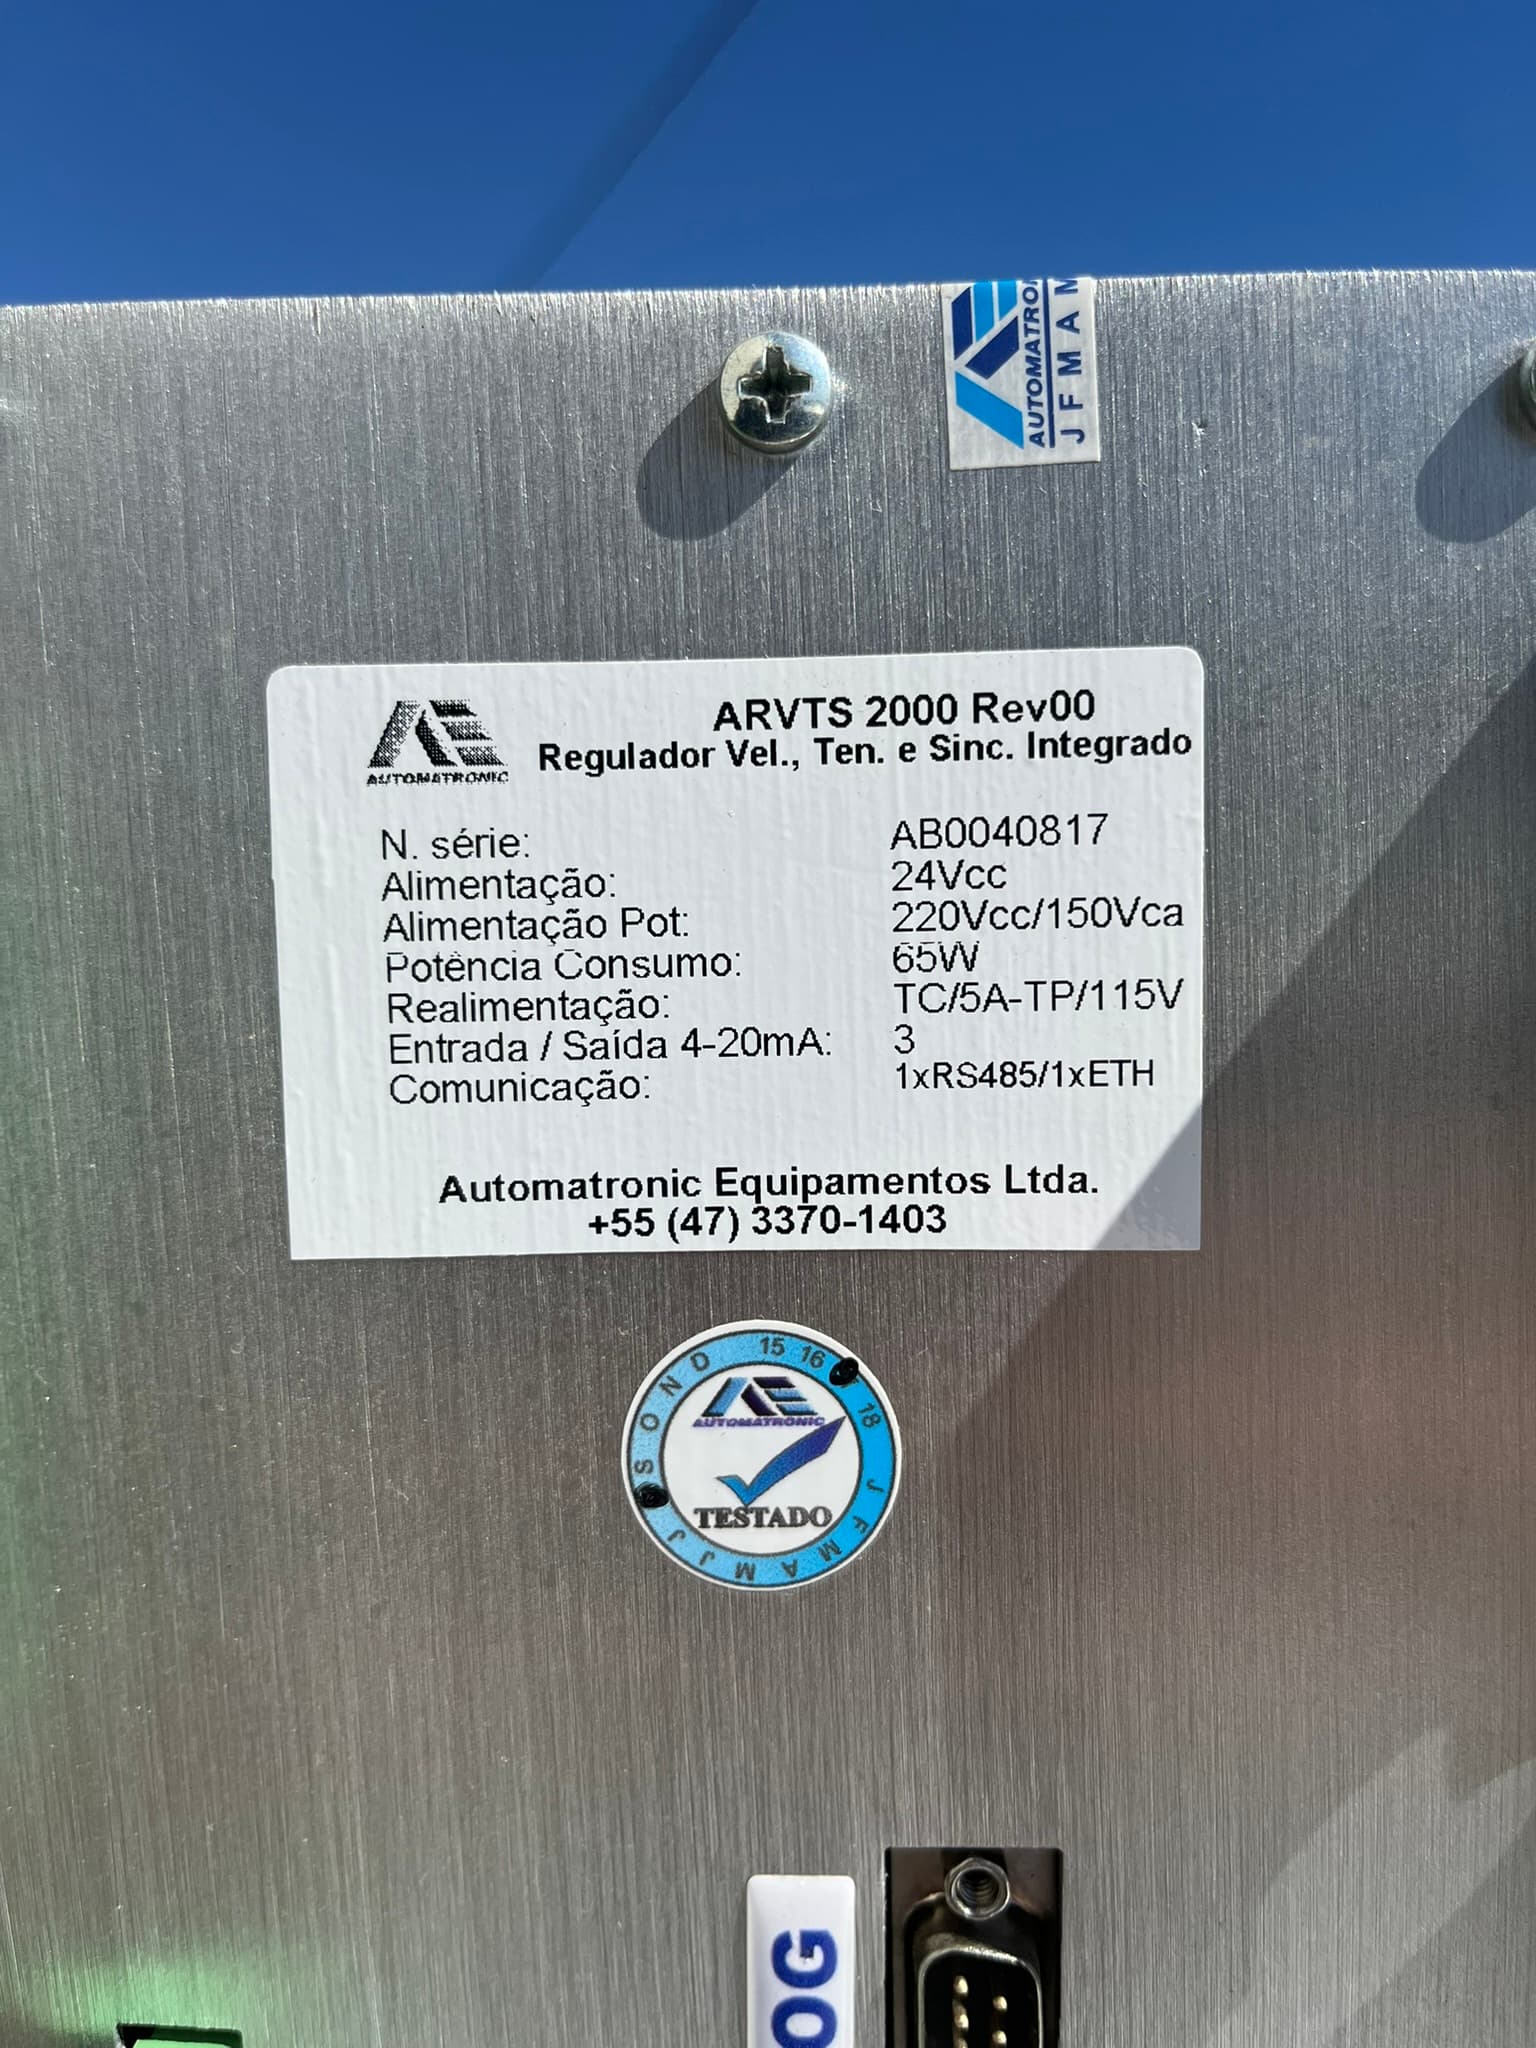 AUTOMATRO
J F M A M
AUTOMATRONIC
ARVTS 2000 Rev00
Regulador Vel., Ten. e Sinc. Integrado
N. série: AB0040817
Alimentação: 24Vcc
Alimentação Pot: 220Vcc/150Vca
Potência Consumo: 65W
Realimentação: TC/5A-TP/115V
Entrada / Saída 4-20mA: 3
Comunicação: 1xRS485/1xETH
Automatronic Equipamentos Ltda.
+55 (47) 3370-1403
15 16 18 J F M A M J J S O N D
AUTOMATRONIC
TESTADO
OG